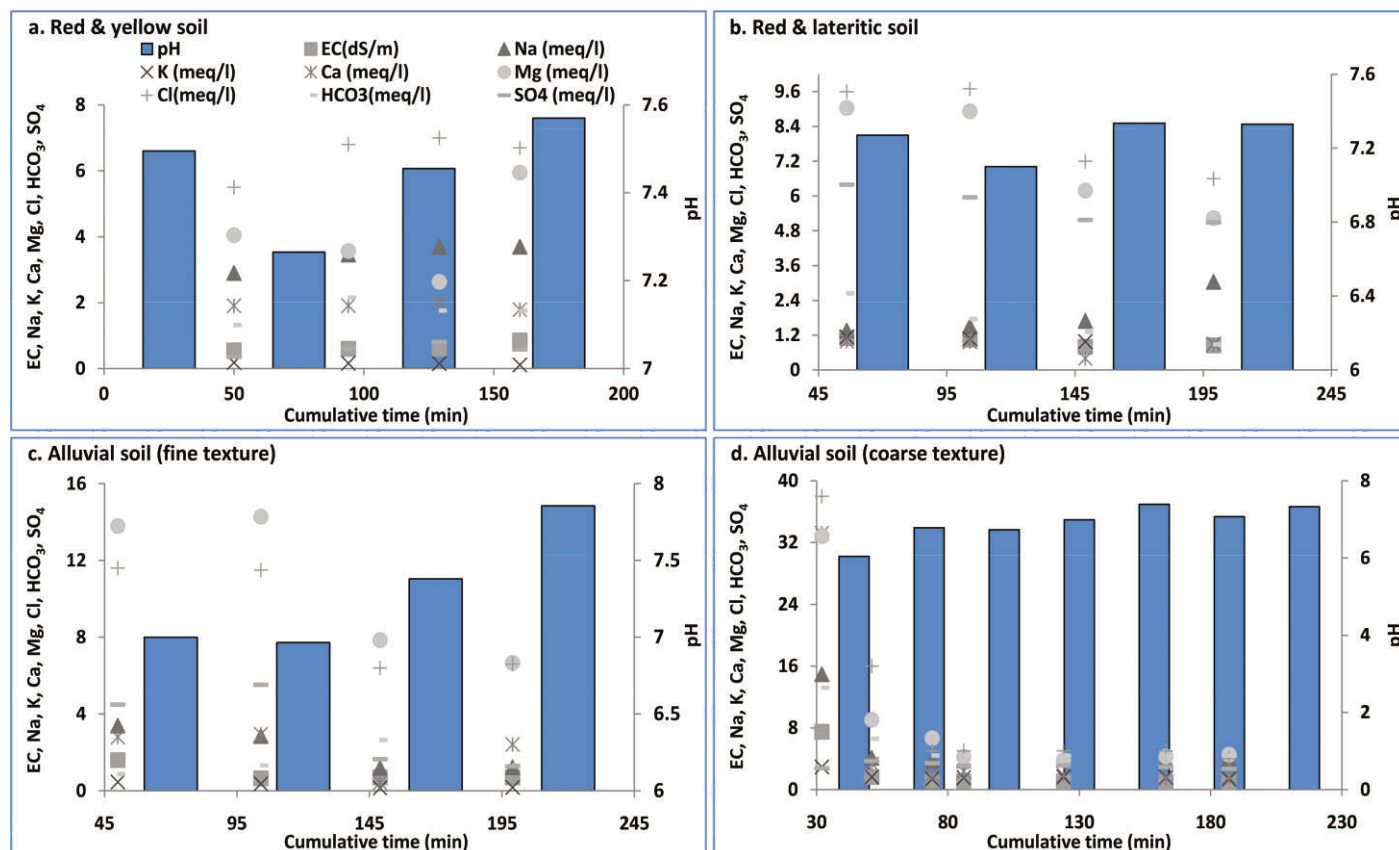 a. Red & yellow soil
pH EC(dS/m) Na (meq/l)
K (meq/l) Ca (meq/l) Mg (meq/l)
Cl(meq/l) HCO3(meq/l) SO4 (meq/l)
EC, Na, K, Ca, Mg, Cl, HCO₃, SO₄
8
6
4
2
0
7.6
7.4
7.2
7
pH
0 50 100 150 200
Cumulative time (min)
b. Red & lateritic soil
EC, Na, K, Ca, Mg, Cl, HCO₃, SO₄
9.6
8.4
7.2
6
4.8
3.6
2.4
1.2
0
7.6
7.2
6.8
6.4
6
pH
45 95 145 195 245
Cumulative time (min)
c. Alluvial soil (fine texture)
EC, Na, K, Ca, Mg, Cl, HCO₃, SO₄
16
12
8
4
0
8
7.5
7
6.5
6
pH
45 95 145 195 245
Cumulative time (min)
d. Alluvial soil (coarse texture)
EC, Na, K, Ca, Mg, Cl, HCO₃, SO₄
40
32
24
16
8
0
8
6
4
2
0
pH
30 80 130 180 230
Cumulative time (min)